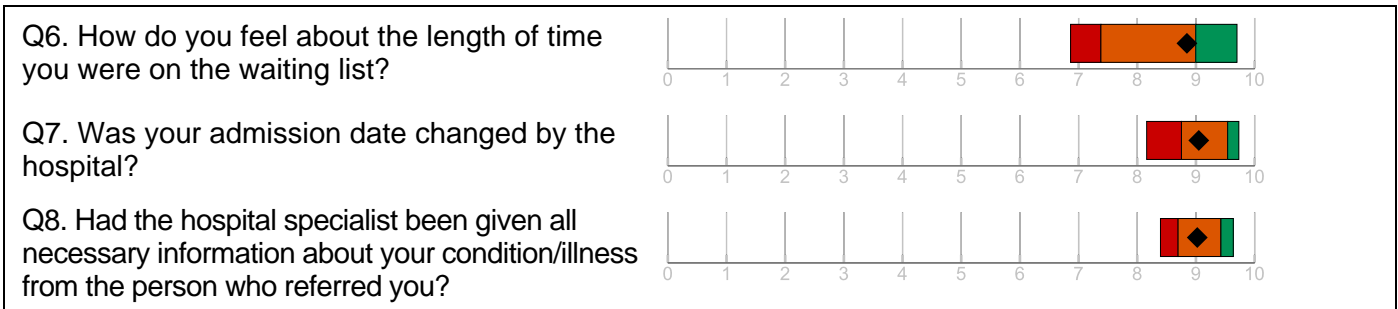 Q6. How do you feel about the length of time
you were on the waiting list?
0 1 2 3 4 5 6 7 8 9 10
Q7. Was your admission date changed by the
hospital?
0 1 2 3 4 5 6 7 8 9 10
Q8. Had the hospital specialist been given all
necessary information about your condition/illness
from the person who referred you?
0 1 2 3 4 5 6 7 8 9 10